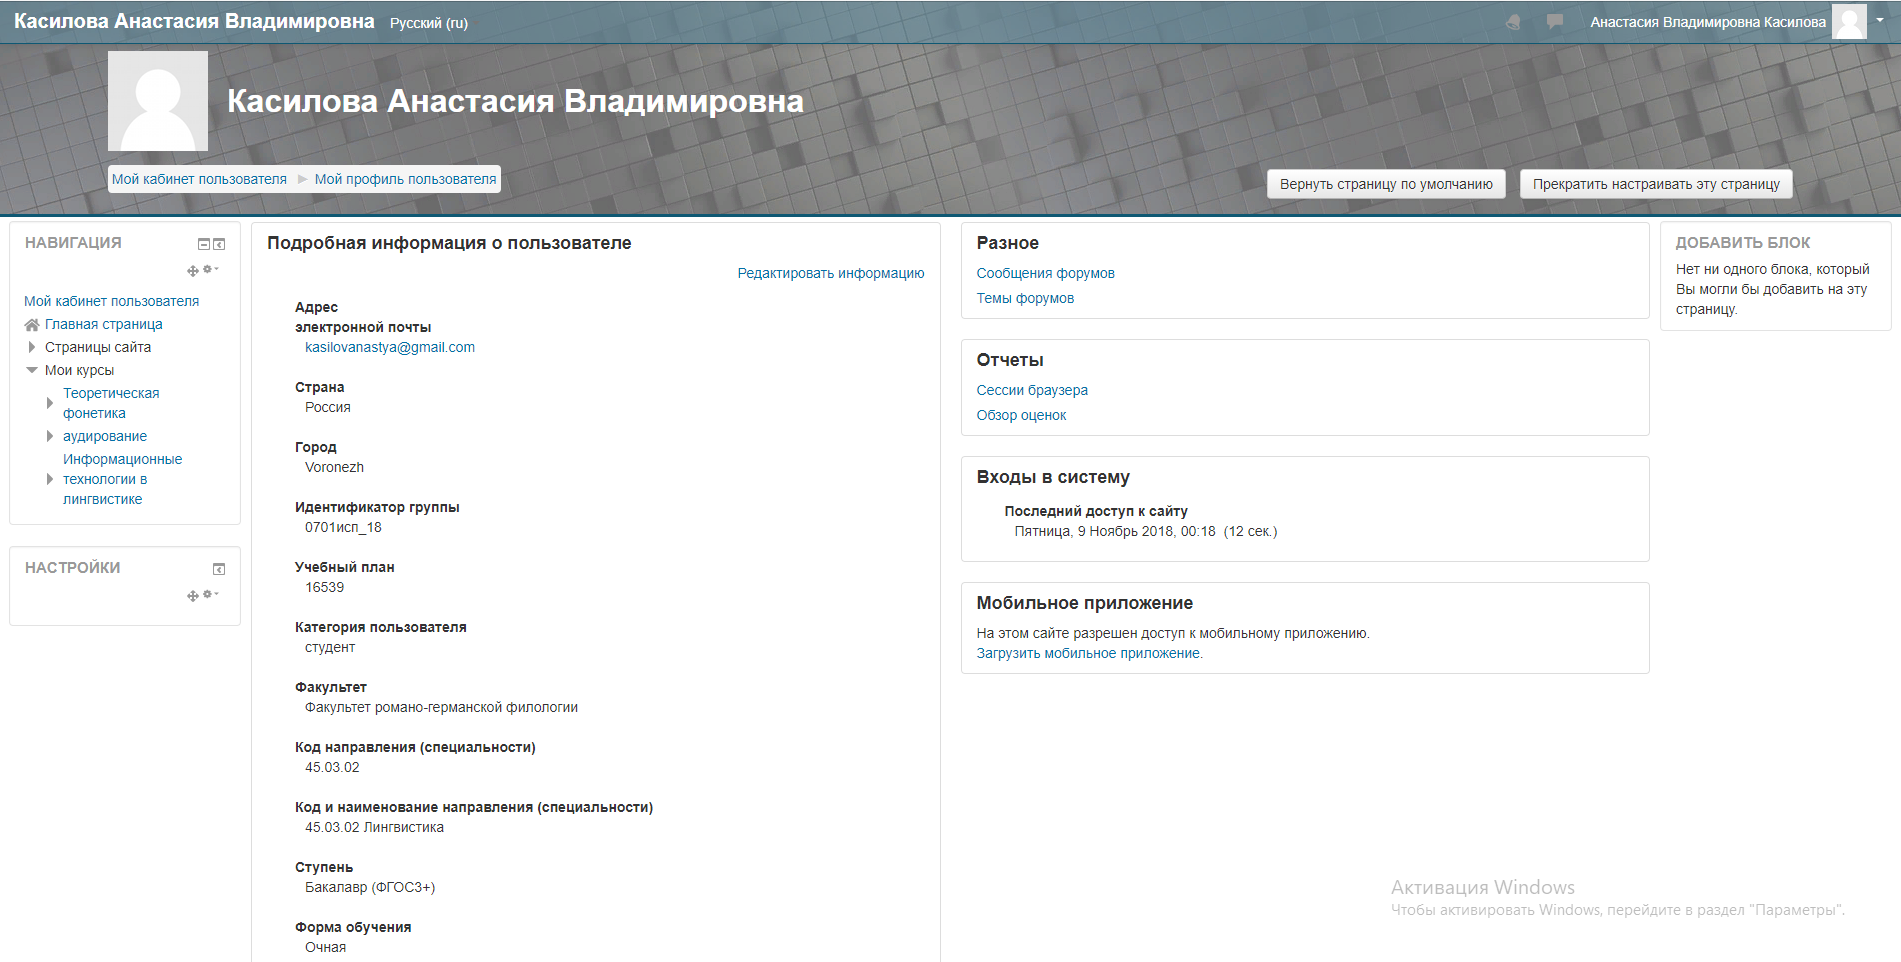 Касилова Анастасия Владимировна Русский (ru)
Анастасия Владимировна Касилова
Касилова Анастасия Владимировна
Мой кабинет пользователя Мой профиль пользователя
Вернуть страницу по умолчанию
Прекратить настраивать эту страницу
НАВИГАЦИЯ
Мой кабинет пользователя
Главная страница
Страницы сайта
Мои курсы
Теоретическая
фонетика
аудирование
Информационные
технологии в
лингвистике
НАСТРОЙКИ
Подробная информация о пользователе
Редактировать информацию
Адрес
электронной почты
kasilovanastya@gmail.com
Страна
Россия
Город
Voronezh
Идентификатор группы
0701исп_18
Учебный план
16539
Категория пользователя
студент
Факультет
Факультет романо-германской филологии
Код направления (специальности)
45.03.02
Код и наименование направления (специальности)
45.03.02 Лингвистика
Ступень
Бакалавр (ФГОС3+)
Форма обучения
Очная
Разное
Сообщения форумов
Темы форумов
Отчеты
Сессии браузера
Обзор оценок
Входы в систему
Последний доступ к сайту
Пятница, 9 Ноябрь 2018, 00:18 (12 сек.)
Мобильное приложение
На этом сайте разрешен доступ к мобильному приложению.
Загрузить мобильное приложение.
ДОБАВИТЬ БЛОК
Нет ни одного блока, который
Вы могли бы добавить на эту
страницу.
Активация Windows
Чтобы активировать Windows, перейдите в раздел "Параметры".